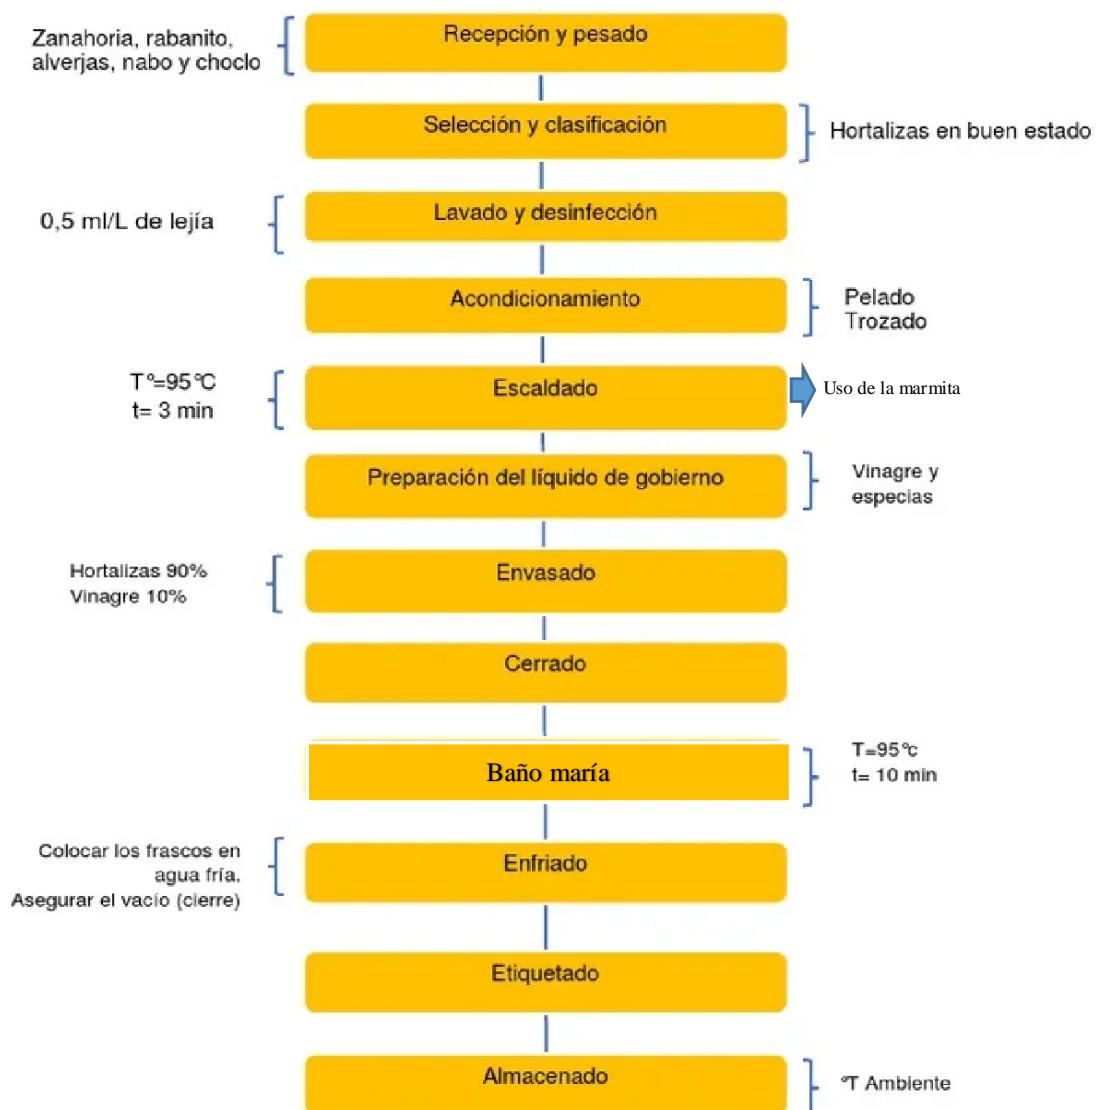 Zanahoria, rabanito,
alverjas, nabo y choclo
Recepción y pesado
Selección y clasificación
Hortalizas en buen estado
0,5 ml/L de lejía
Lavado y desinfección
Acondicionamiento
Pelado
Trozado
T°=95°C
t= 3 min
Escaldado
Uso de la marmita
Preparación del líquido de gobierno
Vinagre y
especias
Hortalizas 90%
Vinagre 10%
Envasado
Cerrado
Baño maría
T=95°c
t= 10 min
Colocar los frascos en
agua fría.
Asegurar el vacío (cierre)
Enfriado
Etiquetado
Almacenado
°T Ambiente